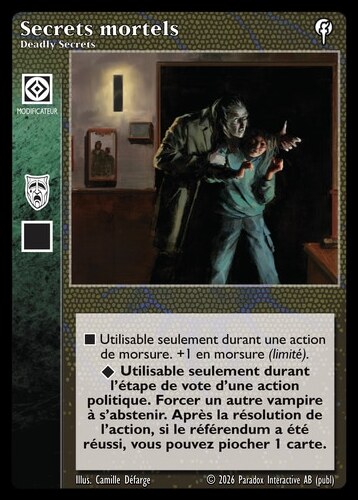 Secrets mortels
Deadly Secrets
MODIFICATEUR
Utilisable seulement durant une action
de morsure. +1 en morsure (limité).
Utilisable seulement durant
l'étape de vote d'une action
politique. Forcer un autre vampire
à s'abstenir. Après la résolution de
l'action, si le référendum a été
réussi, vous pouvez piocher 1 carte.
Illus. Camille Défarge
© 2026 Paradox Interactive AB (publ)